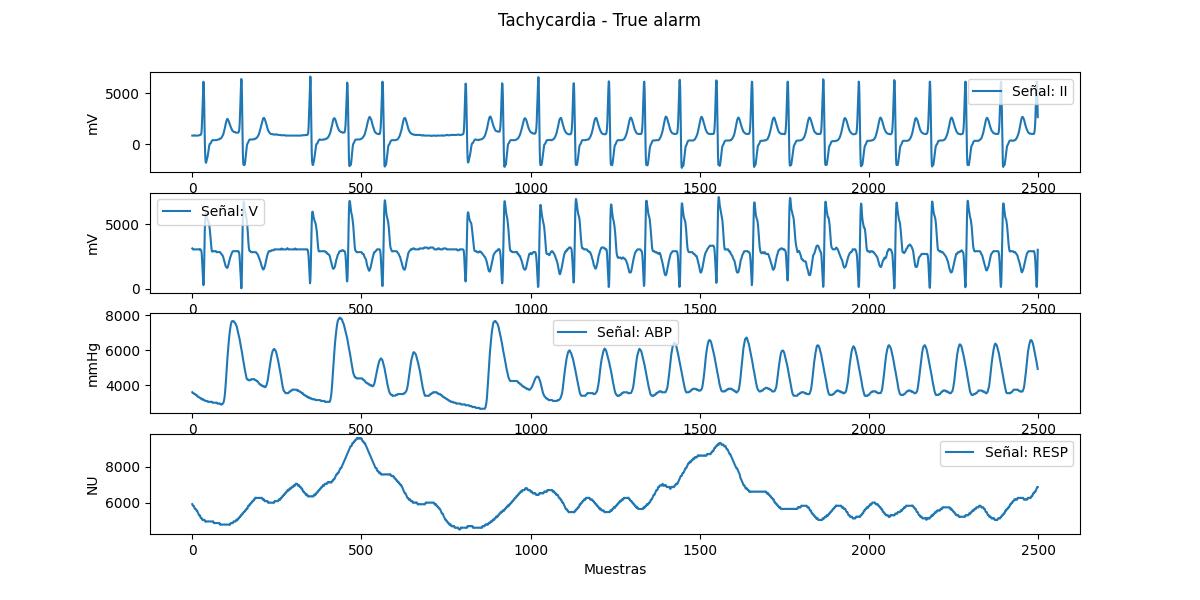 Tachycardia - True alarm
5000
0
mV
Señal: II
0 500 1000 1500 2000 2500
5000
0
mV
Señal: V
0 500 1000 1500 2000 2500
8000
6000
4000
mmHg
Señal: ABP
0 500 1000 1500 2000 2500
8000
6000
NU
Señal: RESP
0 500 1000 1500 2000 2500
Muestras